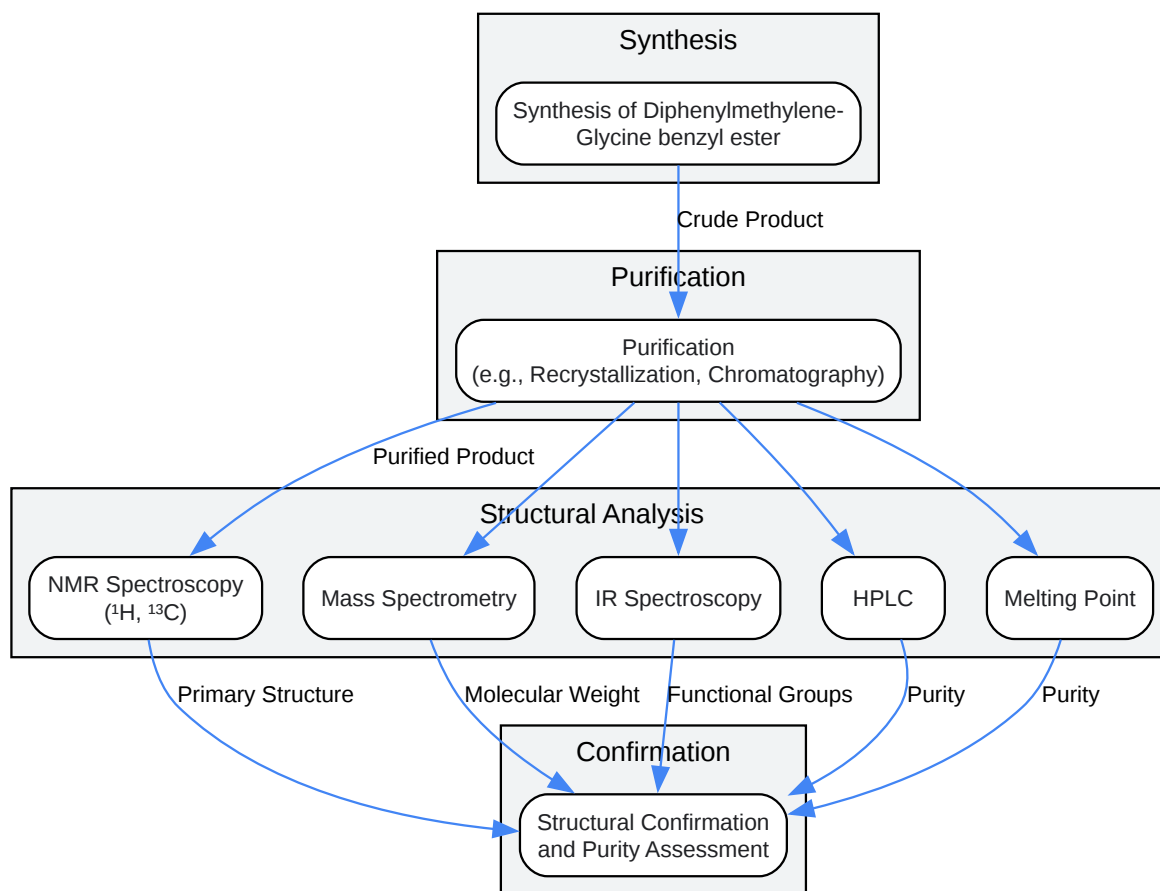 Synthesis
Synthesis of Diphenylmethylene-
Glycine benzyl ester
Crude Product
Purification
Purification
(e.g., Recrystallization, Chromatography)
Purified Product
Structural Analysis
NMR Spectroscopy
(¹H, ¹³C)
Mass Spectrometry
IR Spectroscopy
HPLC
Melting Point
Primary Structure
Molecular Weight
Functional Groups
Purity
Purity
Confirmation
Structural Confirmation
and Purity Assessment